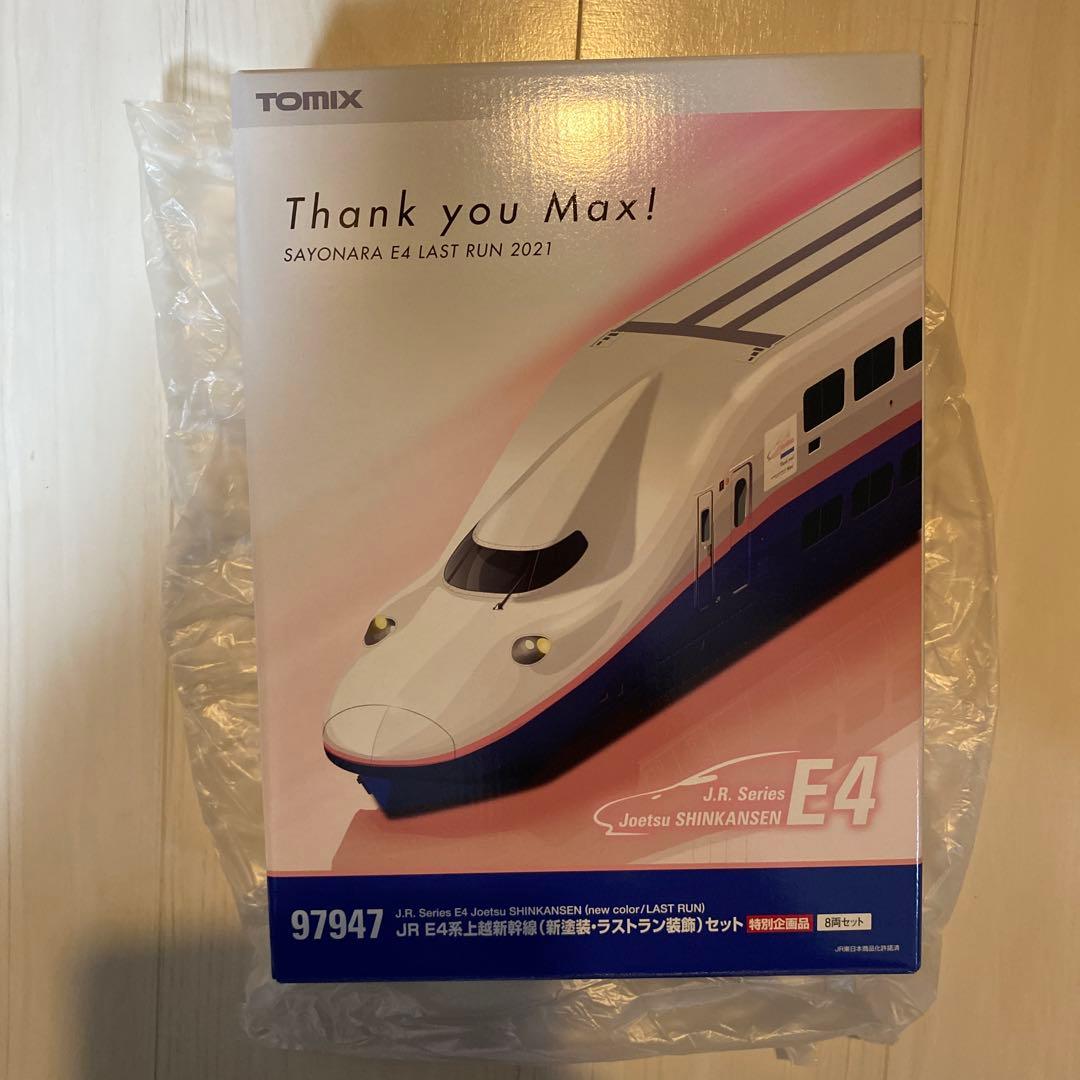 TOMIX
Thank you Max!
SAYONARA E4 LAST RUN 2021
J.R. Series E4
Joetsu SHINKANSEN
97947
J.R. Series E4 Joetsu SHINKANSEN (new color/LAST RUN)
JR E4系上越新幹線(新塗装・ラストラン装飾)セット 特別企画品 8両セット
JR東日本商品化許諾済